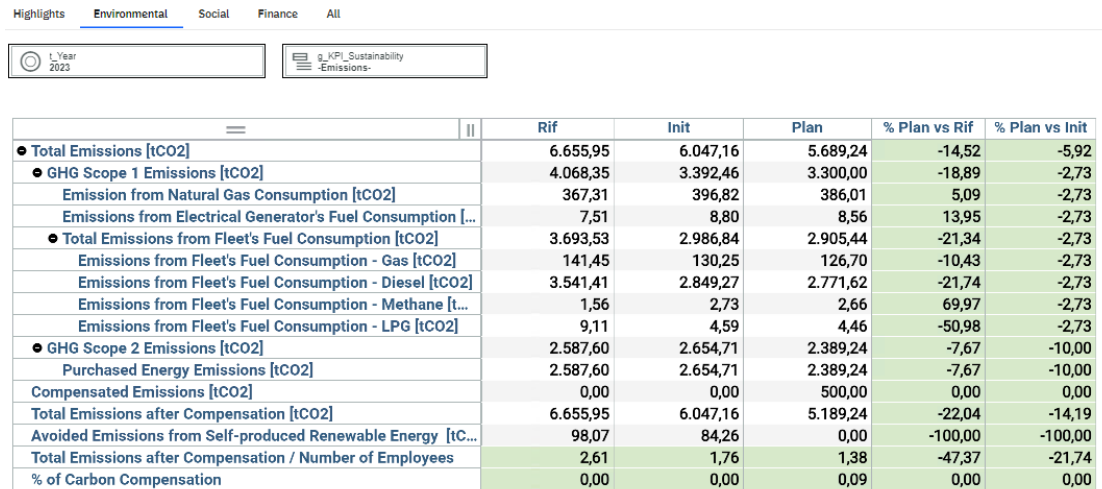 Highlights Environmental Social Finance All
t_Year
2023
g_KPI_Sustainability
-Emissions-
Rif Init Plan % Plan vs Rif % Plan vs Init
Total Emissions [tCO2] 6.655,95 6.047,16 5.689,24 -14,52 -5,92
GHG Scope 1 Emissions [tCO2] 4.068,35 3.392,46 3.300,00 -18,89 -2,73
Emission from Natural Gas Consumption [tCO2] 367,31 396,82 386,01 5,09 -2,73
Emissions from Electrical Generator's Fuel Consumption [... 7,51 8,80 8,56 13,95 -2,73
Total Emissions from Fleet's Fuel Consumption [tCO2] 3.693,53 2.986,84 2.905,44 -21,34 -2,73
Emissions from Fleet's Fuel Consumption - Gas [tCO2] 141,45 130,25 126,70 -10,43 -2,73
Emissions from Fleet's Fuel Consumption - Diesel [tCO2] 3.541,41 2.849,27 2.771,62 -21,74 -2,73
Emissions from Fleet's Fuel Consumption - Methane [t... 1,56 2,73 2,66 69,97 -2,73
Emissions from Fleet's Fuel Consumption - LPG [tCO2] 9,11 4,59 4,46 -50,98 -2,73
GHG Scope 2 Emissions [tCO2] 2.587,60 2.654,71 2.389,24 -7,67 -10,00
Purchased Energy Emissions [tCO2] 2.587,60 2.654,71 2.389,24 -7,67 -10,00
Compensated Emissions [tCO2] 0,00 0,00 500,00 0,00 0,00
Total Emissions after Compensation [tCO2] 6.655,95 6.047,16 5.189,24 -22,04 -14,19
Avoided Emissions from Self-produced Renewable Energy [tC... 98,07 84,26 0,00 -100,00 -100,00
Total Emissions after Compensation / Number of Employees 2,61 1,76 1,38 -47,37 -21,74
% of Carbon Compensation 0,00 0,00 0,09 0,00 0,00